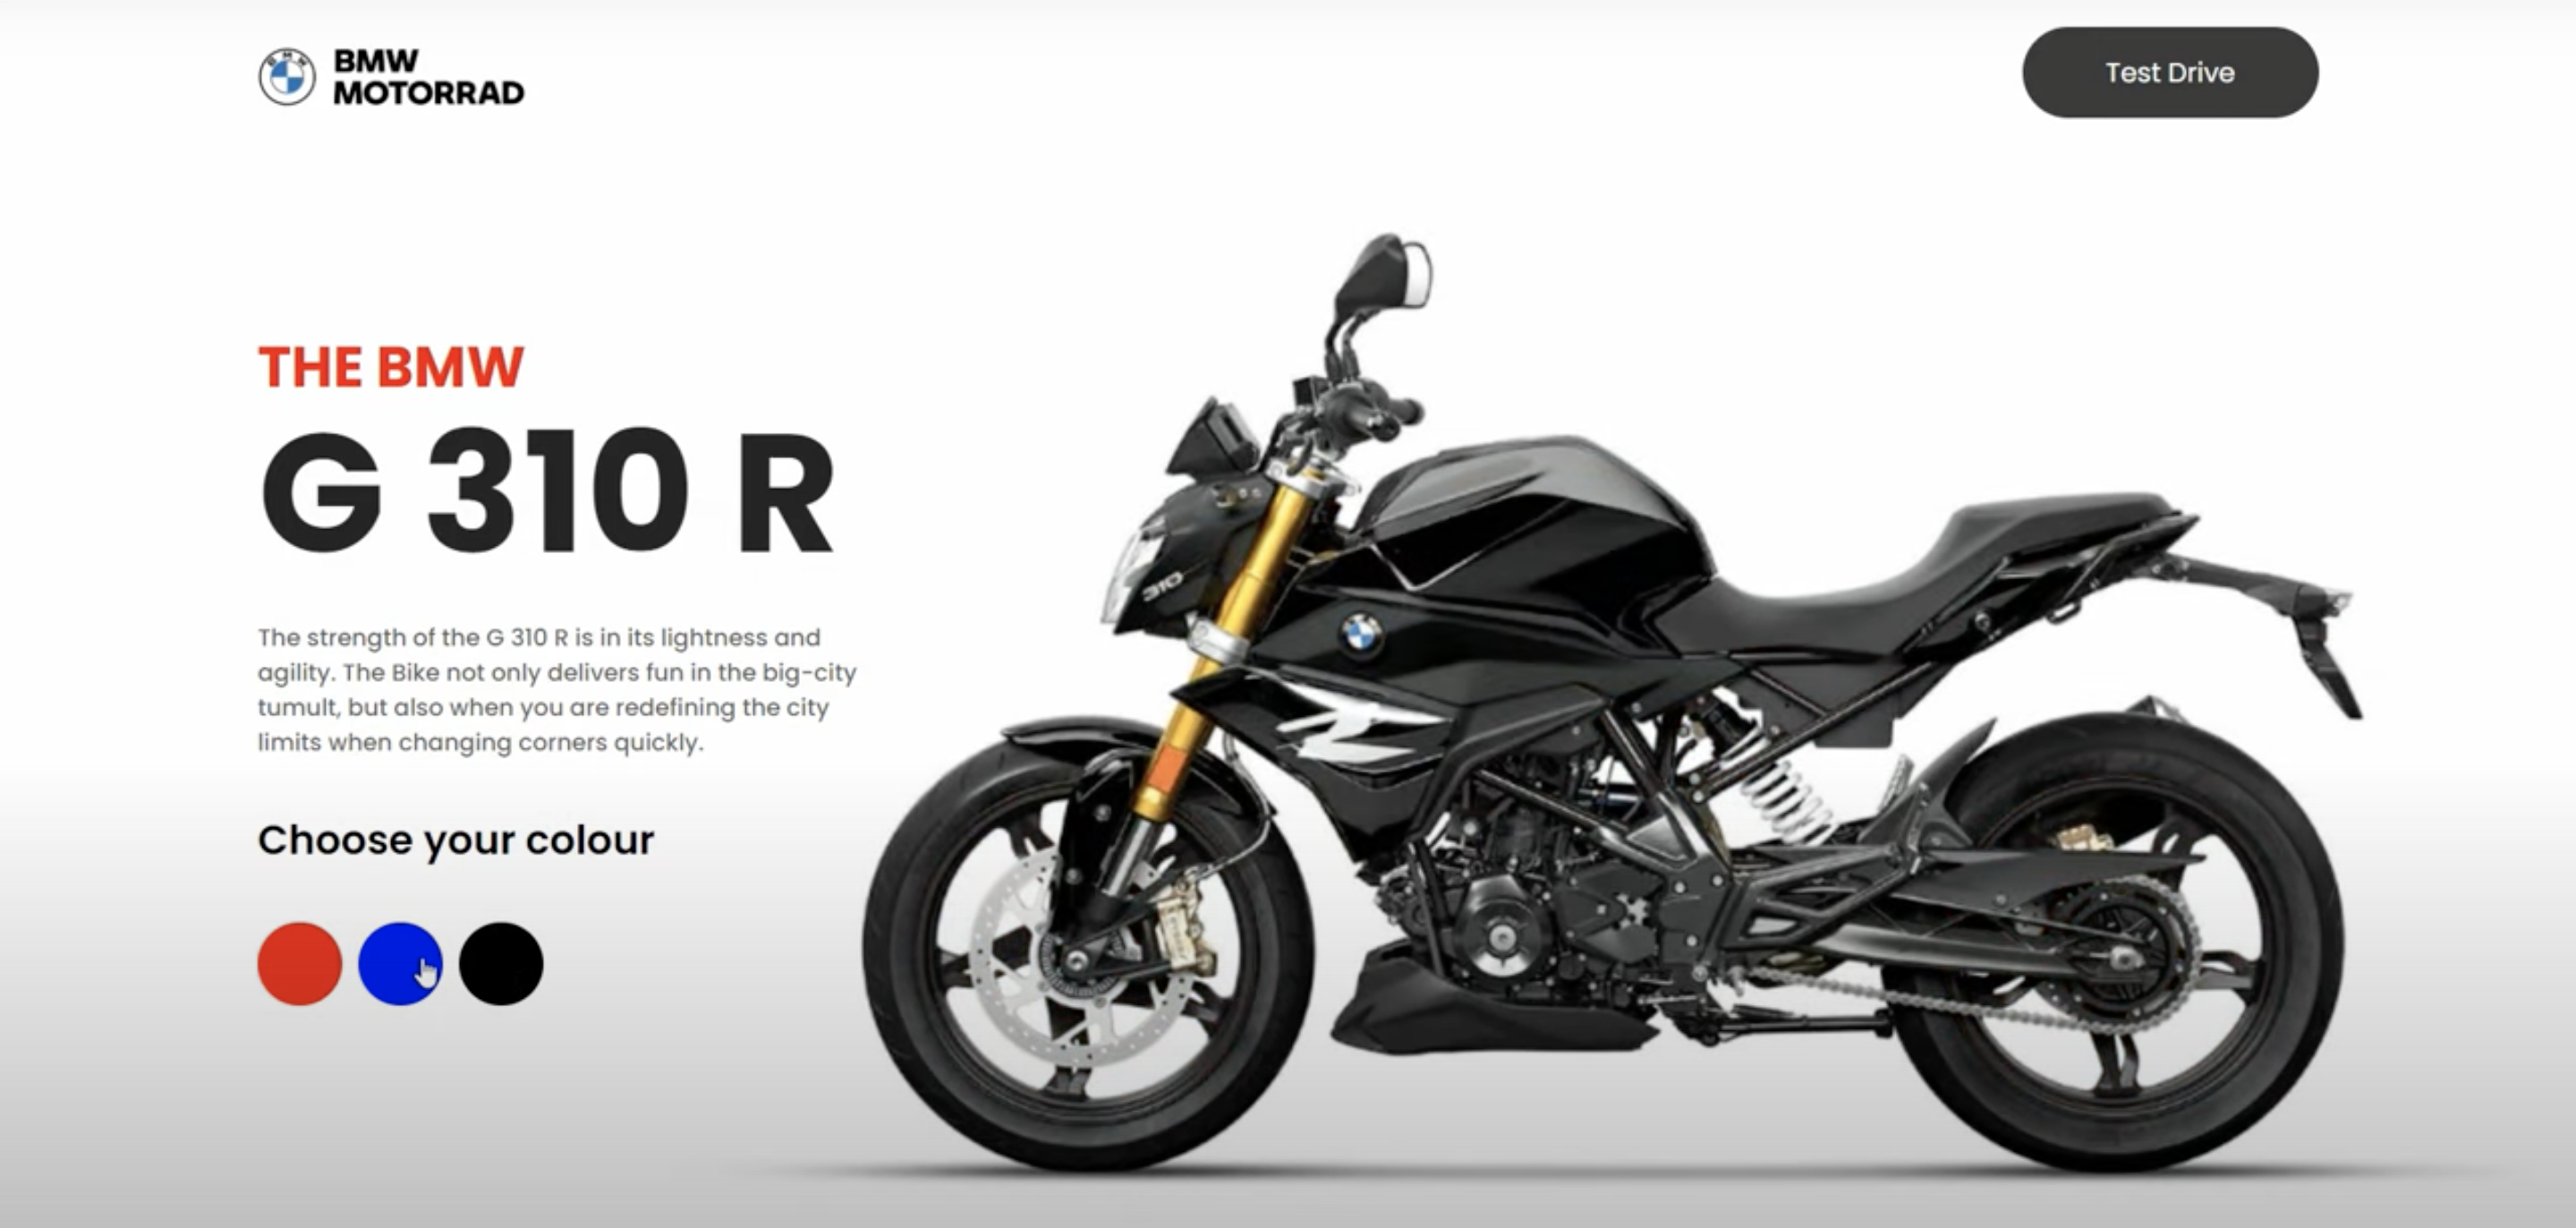 BMW
MOTORRAD
Test Drive
THE BMW
G 310 R
The strength of the G 310 R is in its lightness and
agility. The Bike not only delivers fun in the big-city
tumult, but also when you are redefining the city
limits when changing corners quickly.
Choose your colour
310